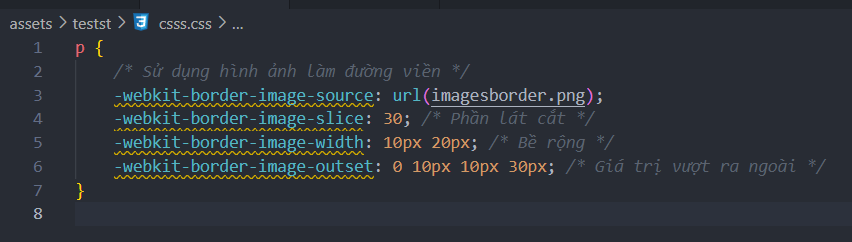 assets > testst > csss.css > ...
1 p {
2 /* Sử dụng hình ảnh làm đường viền */
3 -webkit-border-image-source: url(imagesborder.png);
4 -webkit-border-image-slice: 30; /* Phần lát cắt */
5 -webkit-border-image-width: 10px 20px; /* Bề rộng */
6 -webkit-border-image-outset: 0 10px 10px 30px; /* Giá trị vượt ra ngoài */
7 }
8